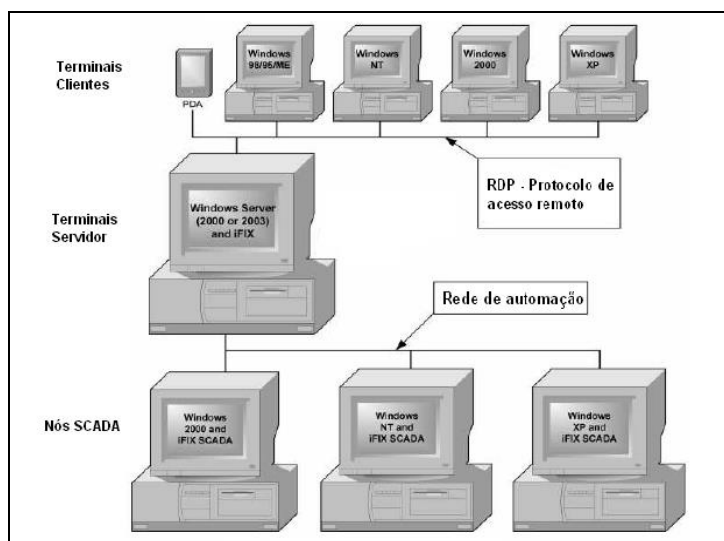 Terminais
Clientes
PDA
Windows
98/95/ME
Windows
NT
Windows
2000
Windows
XP
RDP - Protocolo de
acesso remoto
Terminais
Servidor
Windows Server
(2000 or 2003)
and iFIX
Rede de automação
Nós SCADA
Windows
2000 and
iFIX SCADA
Windows
NT and
iFIX SCADA
Windows
XP and
iFIX SCADA